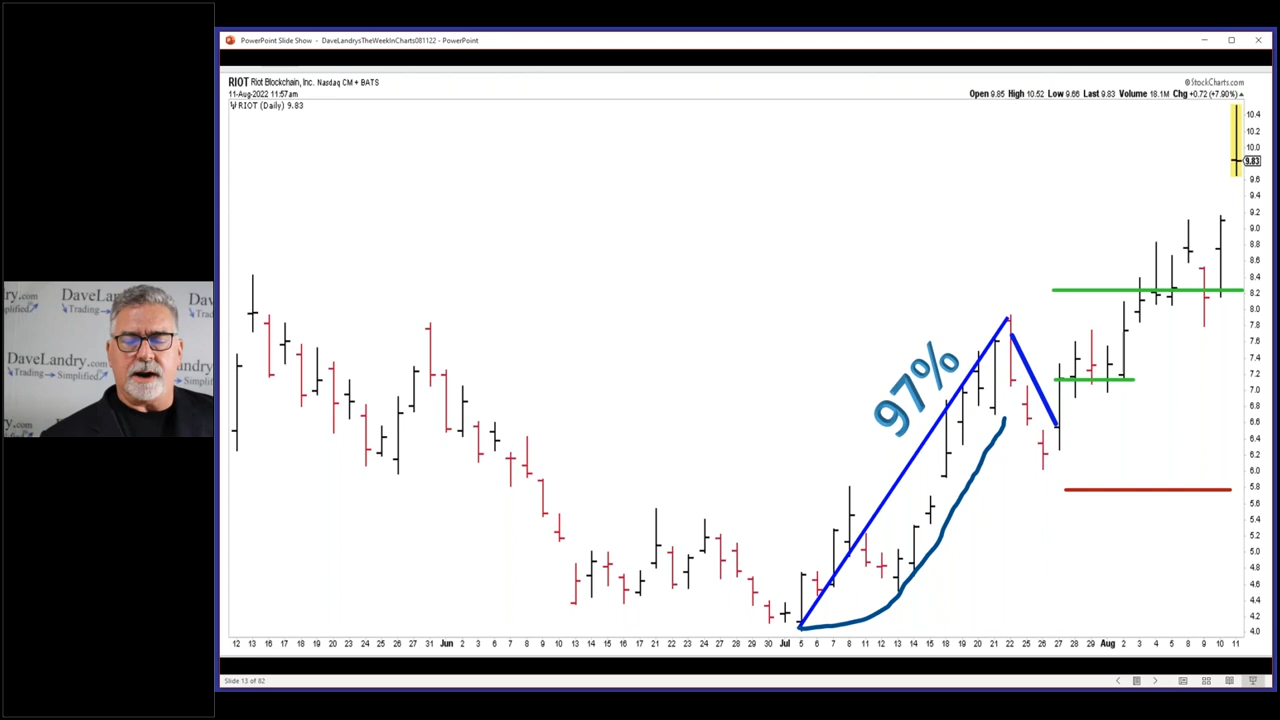 PowerPoint Slide Show - DaveLandrysTheWeekInCharts081122 - PowerPoint
RIOT Riot Blockchain, Inc. Nasdaq CM + BATS
© StockCharts.com
11-Aug-2022 11:57am
Open 9.85 High 10.52 Low 9.66 Last 9.83 Volume 18.1M Chg +0.72 (+7.90%)
RIOT (Daily) 9.83
10.4
10.2
10.0
9.83
9.6
9.4
9.2
9.0
8.8
8.6
8.4
8.2
8.0
7.8
7.6
7.4
7.2
7.0
6.8
6.6
6.4
6.2
6.0
5.8
5.6
5.4
5.2
5.0
4.8
4.6
4.4
4.2
4.0
97%
12 13 16 17 18 19 20 23 24 25 26 27 31 Jun 2 3 6 7 8 9 10 13 14 15 16 17 21 22 23 24 27 28 29 30 Jul 5 6 7 8 11 12 13 14 15 18 19 20 21 22 25 26 27 28 29 Aug 2 3 4 5 8 9 10 11
ry.com
DaveLan
DaveLa
Trading
DaveLandry.com
Trading Simplified
Slide 13 of 82